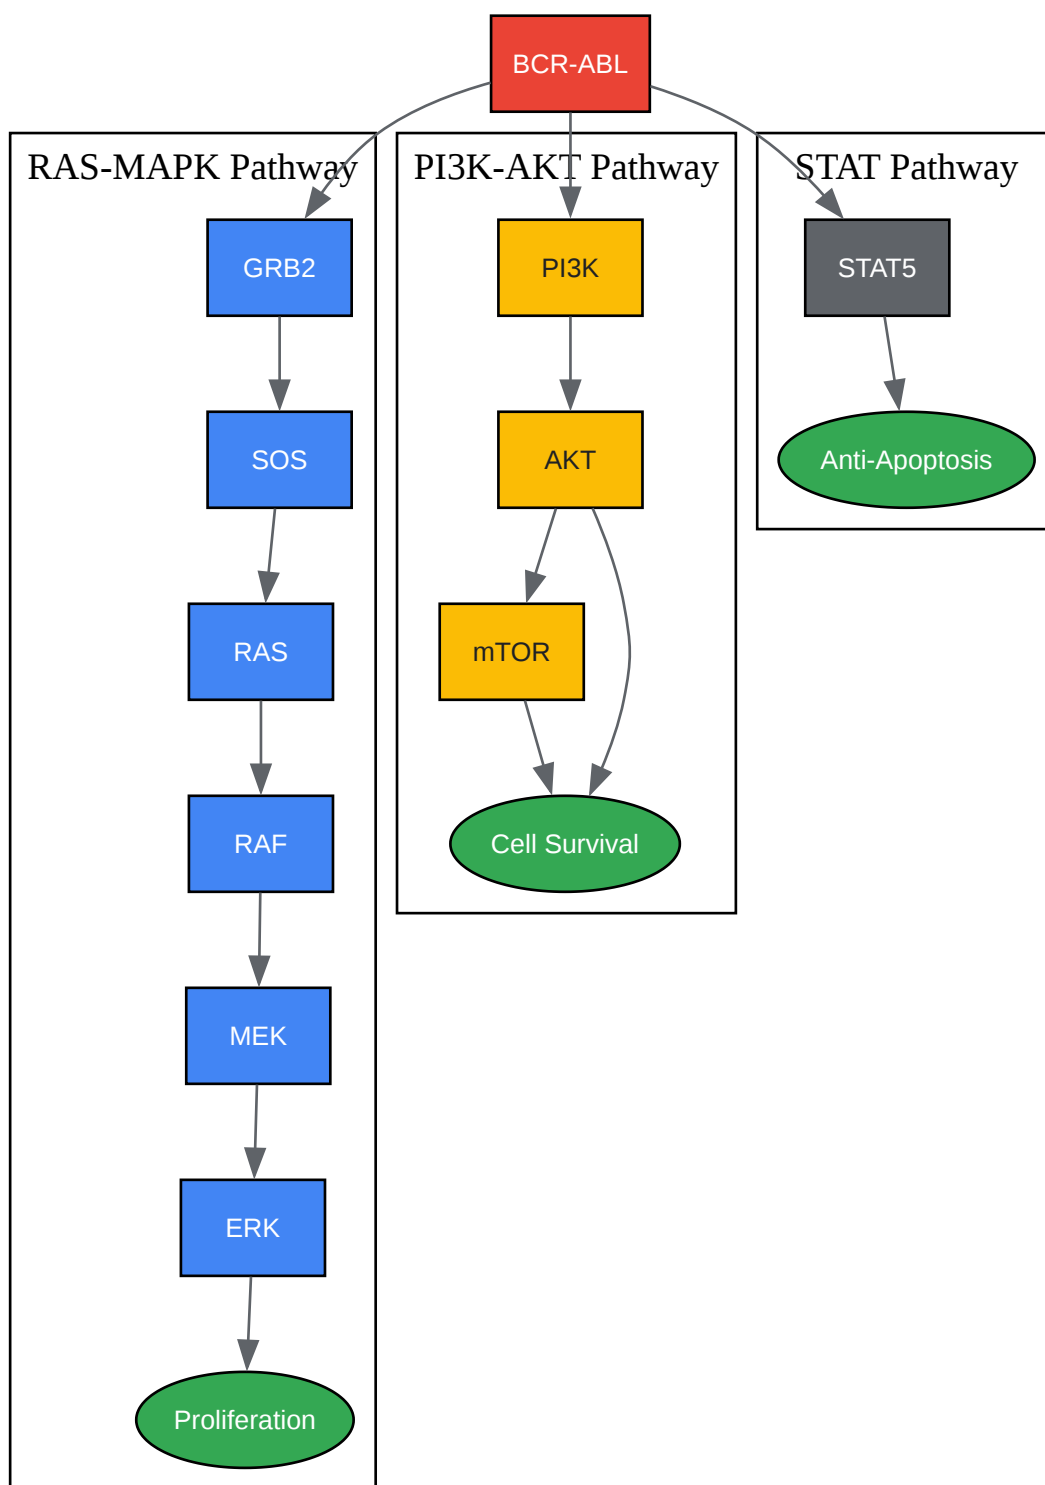 BCR-ABL
RAS-MAPK Pathway
GRB2
SOS
RAS
RAF
MEK
ERK
Proliferation
PI3K-AKT Pathway
PI3K
AKT
mTOR
Cell Survival
STAT Pathway
STAT5
Anti-Apoptosis